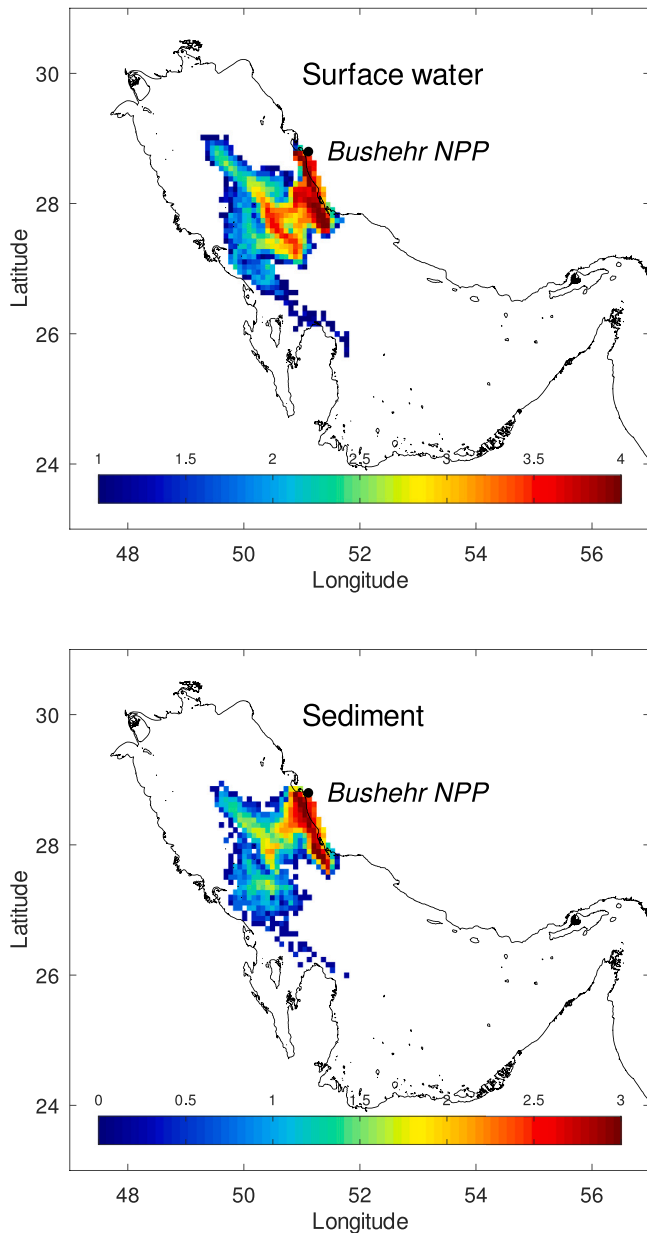 30
Surface water
Bushehr NPP
28
Latitude
26
1 1.5 2 2.5 3 3.5 4
24
48 50 52 54 56
Longitude
30
Sediment
Bushehr NPP
28
Latitude
26
0 0.5 1 1.5 2 2.5 3
24
48 50 52 54 56
Longitude